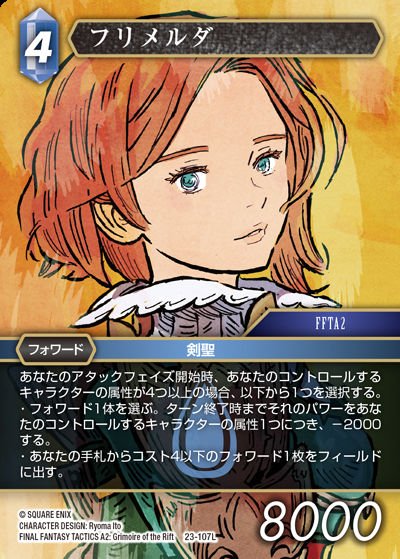 4
フリメルダ
FFTA2
フォワード
剣聖
あなたのアタックフェイズ開始時、あなたのコントロールする
キャラクターの属性が4つ以上の場合、以下から1つを選択する。
・フォワード1体を選ぶ。ターン終了時までそれのパワーをあな
たのコントロールするキャラクターの属性1つにつき、－2000
する。
・あなたの手札からコスト4以下のフォワード1枚をフィールド
に出す。
© SQUARE ENIX
CHARACTER DESIGN: Ryoma Ito
FINAL FANTASY TACTICS A2: Grimoire of the Rift
23-107L
8000